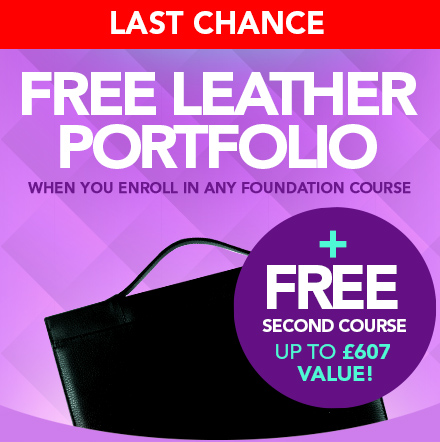 LAST CHANCE
FREE LEATHER
PORTFOLIO
WHEN YOU ENROLL IN ANY FOUNDATION COURSE
+
FREE
SECOND COURSE
UP TO £607
VALUE!